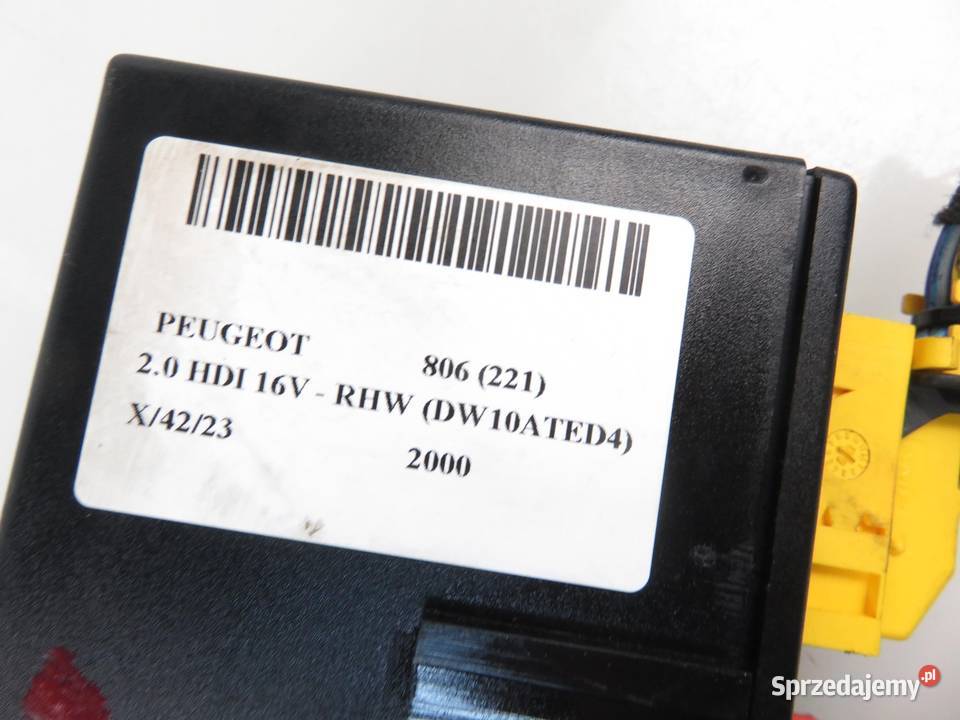 PEUGEOT 806 (221)
2.0 HDI 16V - RHW (DW10ATED4)
X/42/23 2000
Sprzedajemy.pl